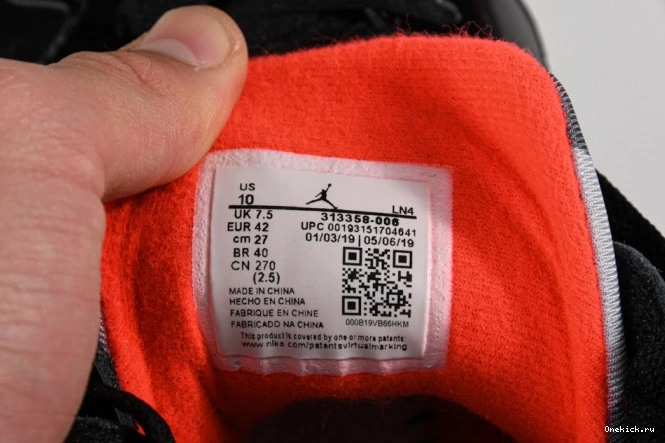 US
10
LN4
UK 7.5
313358-006
EUR 42
UPC 00193151704641
cm 27
01/03/19 | 05/06/19
BR 40
CN 270
(2.5)
MADE IN CHINA
HECHO EN CHINA
FABRIQUE EN CHINE
FABRICADO NA CHINA
000B19VB66HKM
This product is covered by one or more patents:
www.nike.com/patentsvirtualmarking
Onekick.ru